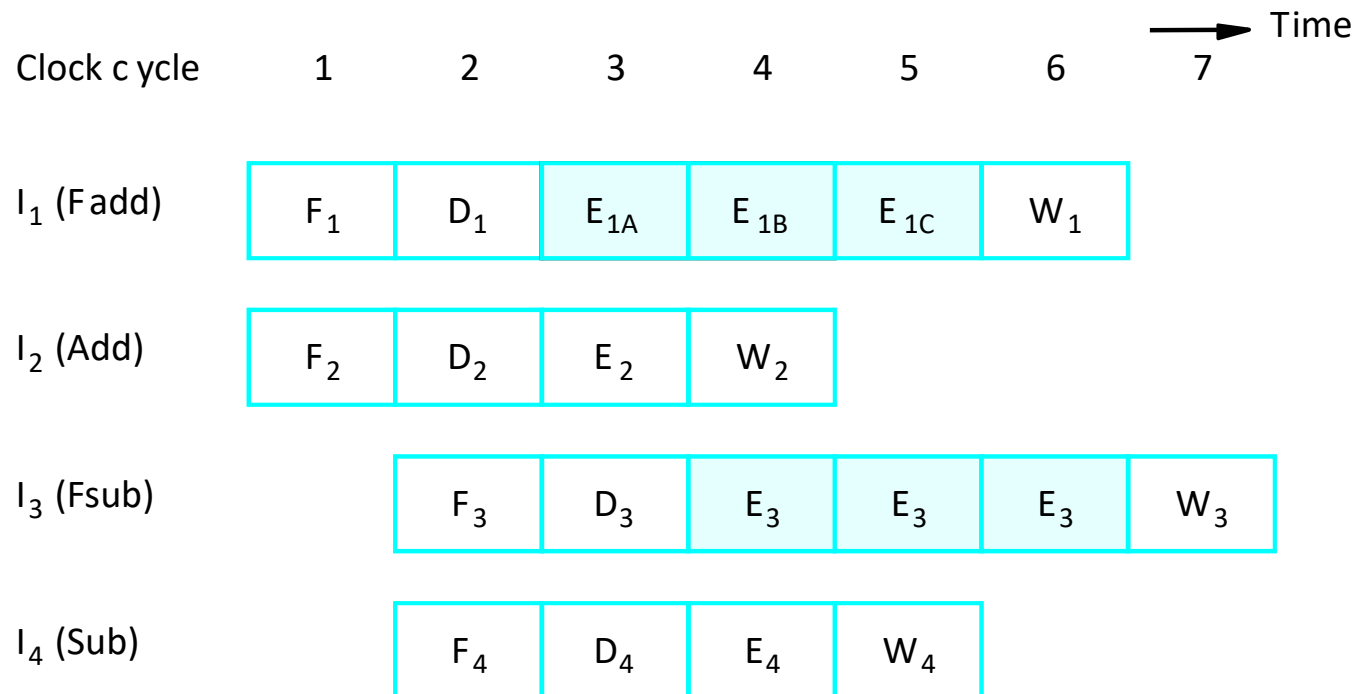 Time
Clock c ycle 1 2 3 4 5 6 7
I1 (Fadd) F1 D1 E1A E1B E1C W1
I2 (Add) F2 D2 E2 W2
I3 (Fsub) F3 D3 E3 E3 E3 W3
I4 (Sub) F4 D4 E4 W4